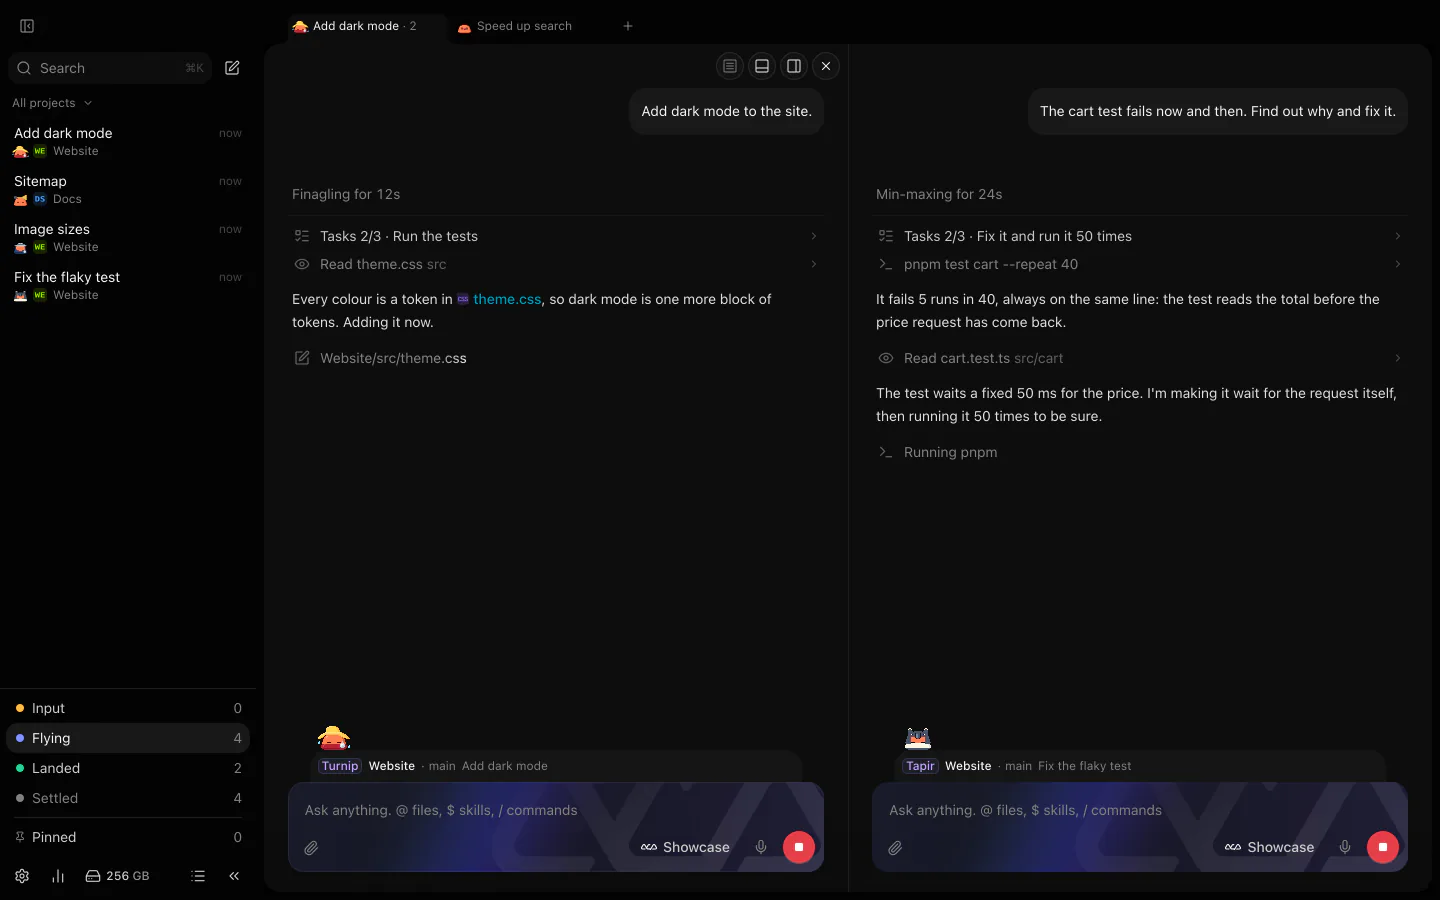 Add dark mode · 2
Speed up search
Search ⌘K
All projects
Add dark mode now
WE Website
Sitemap now
DS Docs
Image sizes now
WE Website
Fix the flaky test now
WE Website
Input 0
Flying 4
Landed 2
Settled 4
Pinned 0
256 GB
Add dark mode to the site.
Finagling for 12s
Tasks 2/3 · Run the tests
Read theme.css src
Every colour is a token in CSS theme.css, so dark mode is one more block of
tokens. Adding it now.
Website/src/theme.css
Turnip Website · main Add dark mode
Ask anything. @ files, $ skills, / commands
Showcase
The cart test fails now and then. Find out why and fix it.
Min-maxing for 24s
Tasks 2/3 · Fix it and run it 50 times
pnpm test cart --repeat 40
It fails 5 runs in 40, always on the same line: the test reads the total before the
price request has come back.
Read cart.test.ts src/cart
The test waits a fixed 50 ms for the price. I'm making it wait for the request itself,
then running it 50 times to be sure.
Running pnpm
Tapir Website · main Fix the flaky test
Ask anything. @ files, $ skills, / commands
Showcase